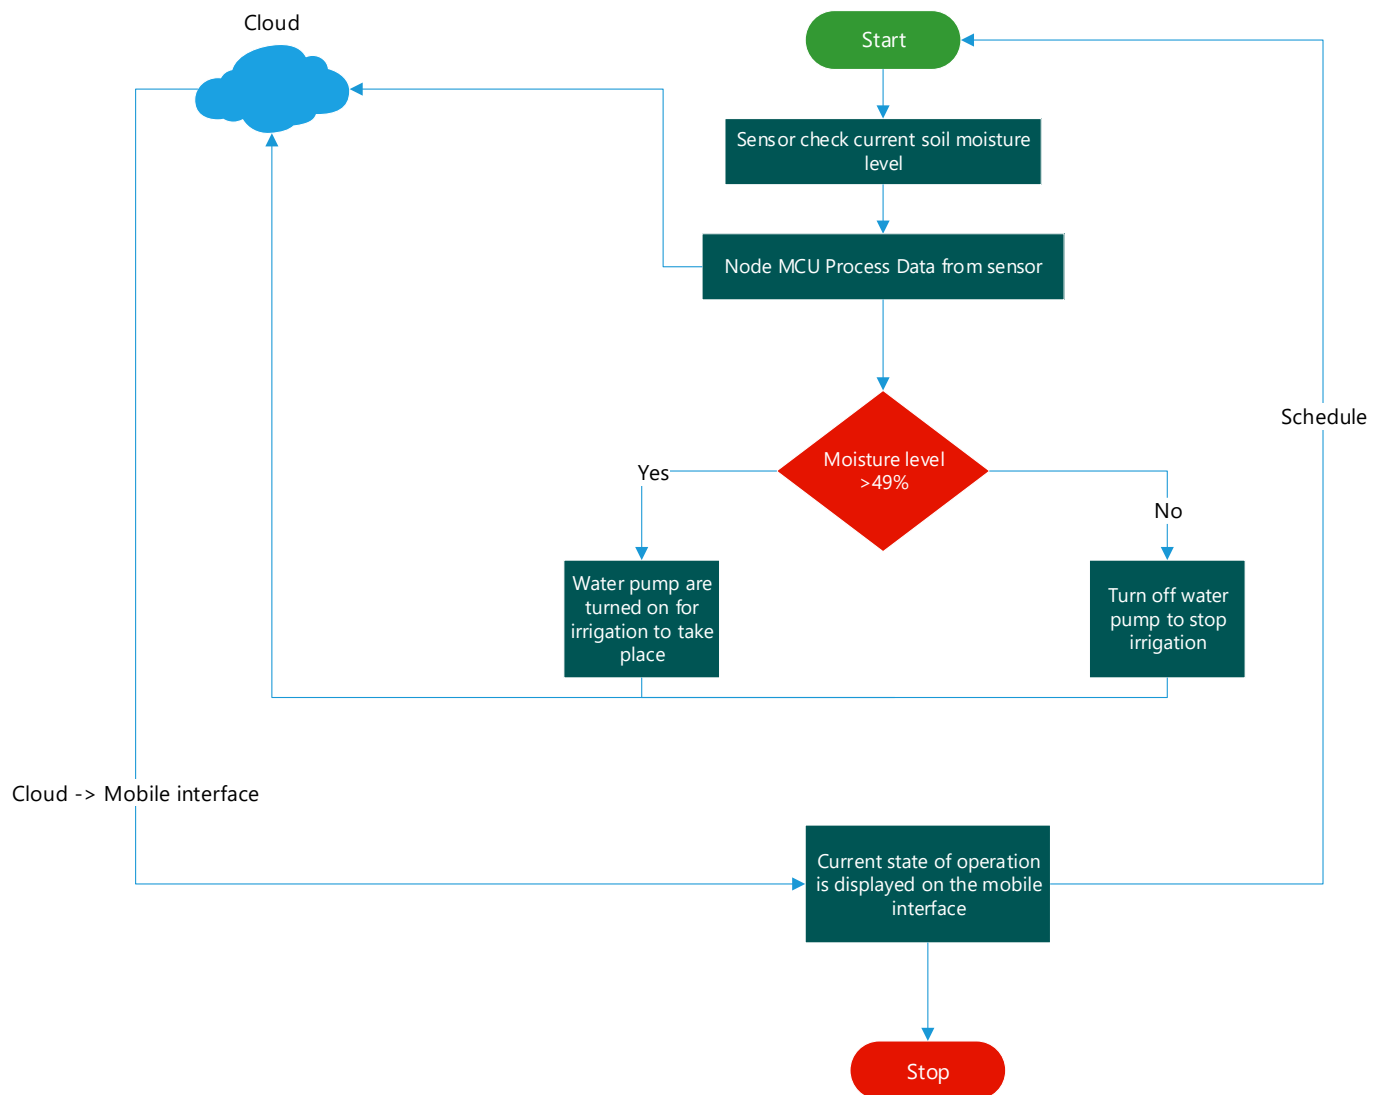 Cloud
Start
Sensor check current soil moisture
level
Node MCU Process Data from sensor
Schedule
Moisture level
>49%
Yes
No
Water pump are
turned on for
irrigation to take
place
Turn off water
pump to stop
irrigation
Cloud -> Mobile interface
Current state of operation
is displayed on the mobile
interface
Stop